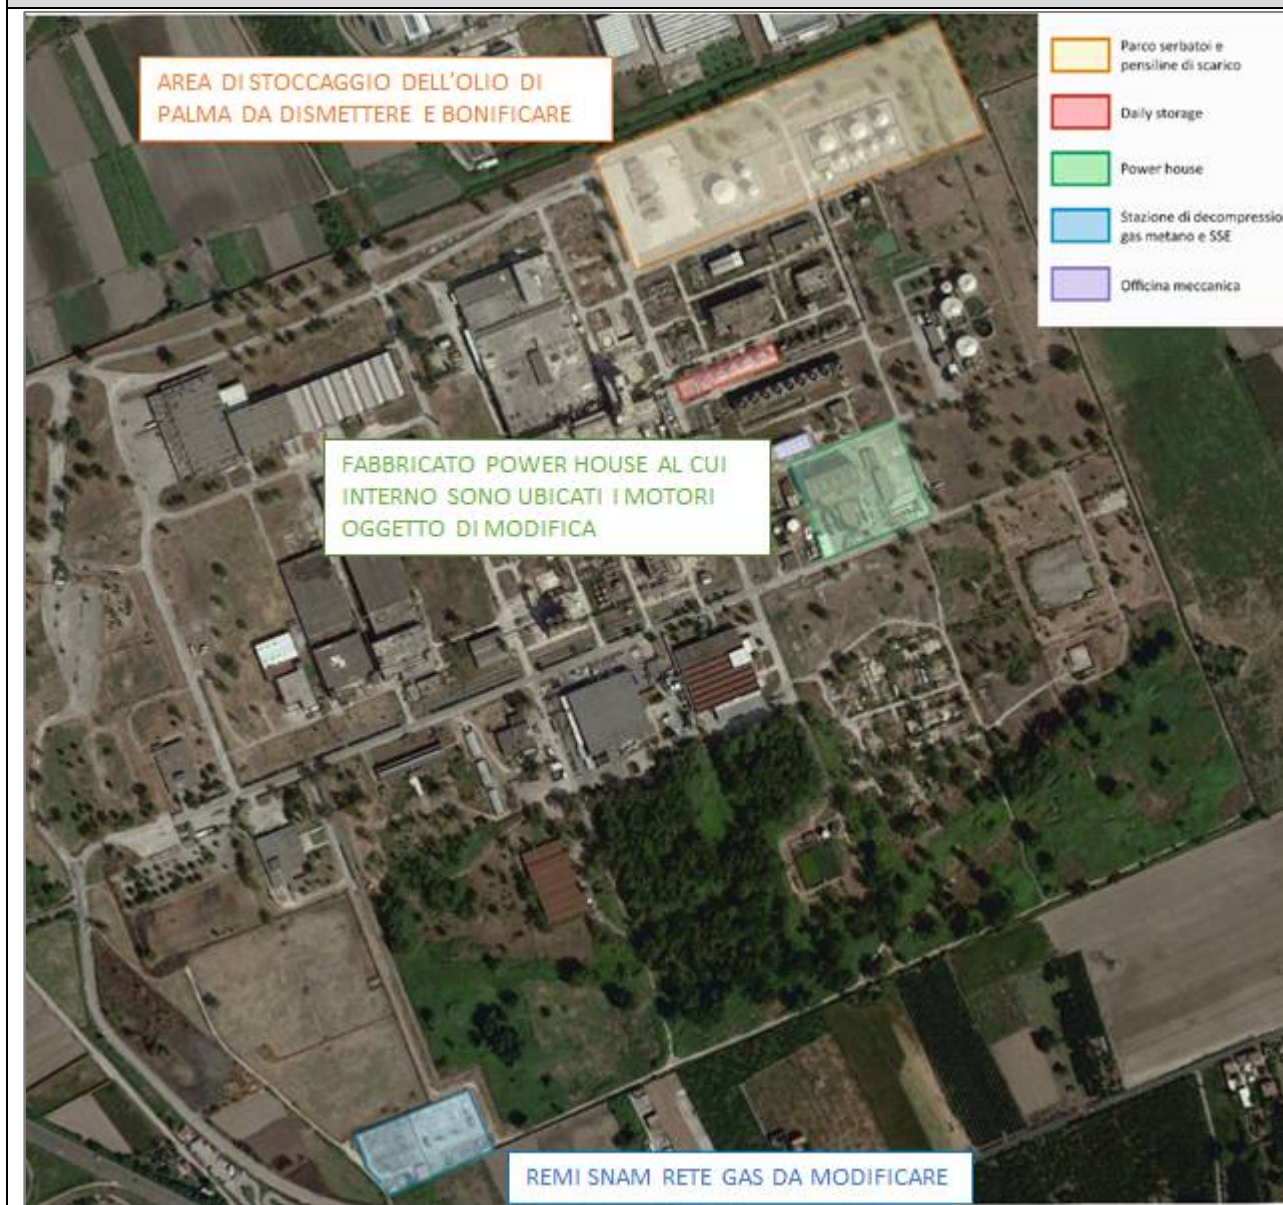 AREA DI STOCCAGGIO DELL'OLIO DI
PALMA DA DISMETTERE E BONIFICARE
Parco serbatoi e
pensiline di scarico
Daily storage
Power house
Stazione di decompressio
gas metano e SSE
Officina meccanica
FABBRICATO POWER HOUSE AL CUI
INTERNO SONO UBICATI I MOTORI
OGGETTO DI MODIFICA
REMI SNAM RETE GAS DA MODIFICARE